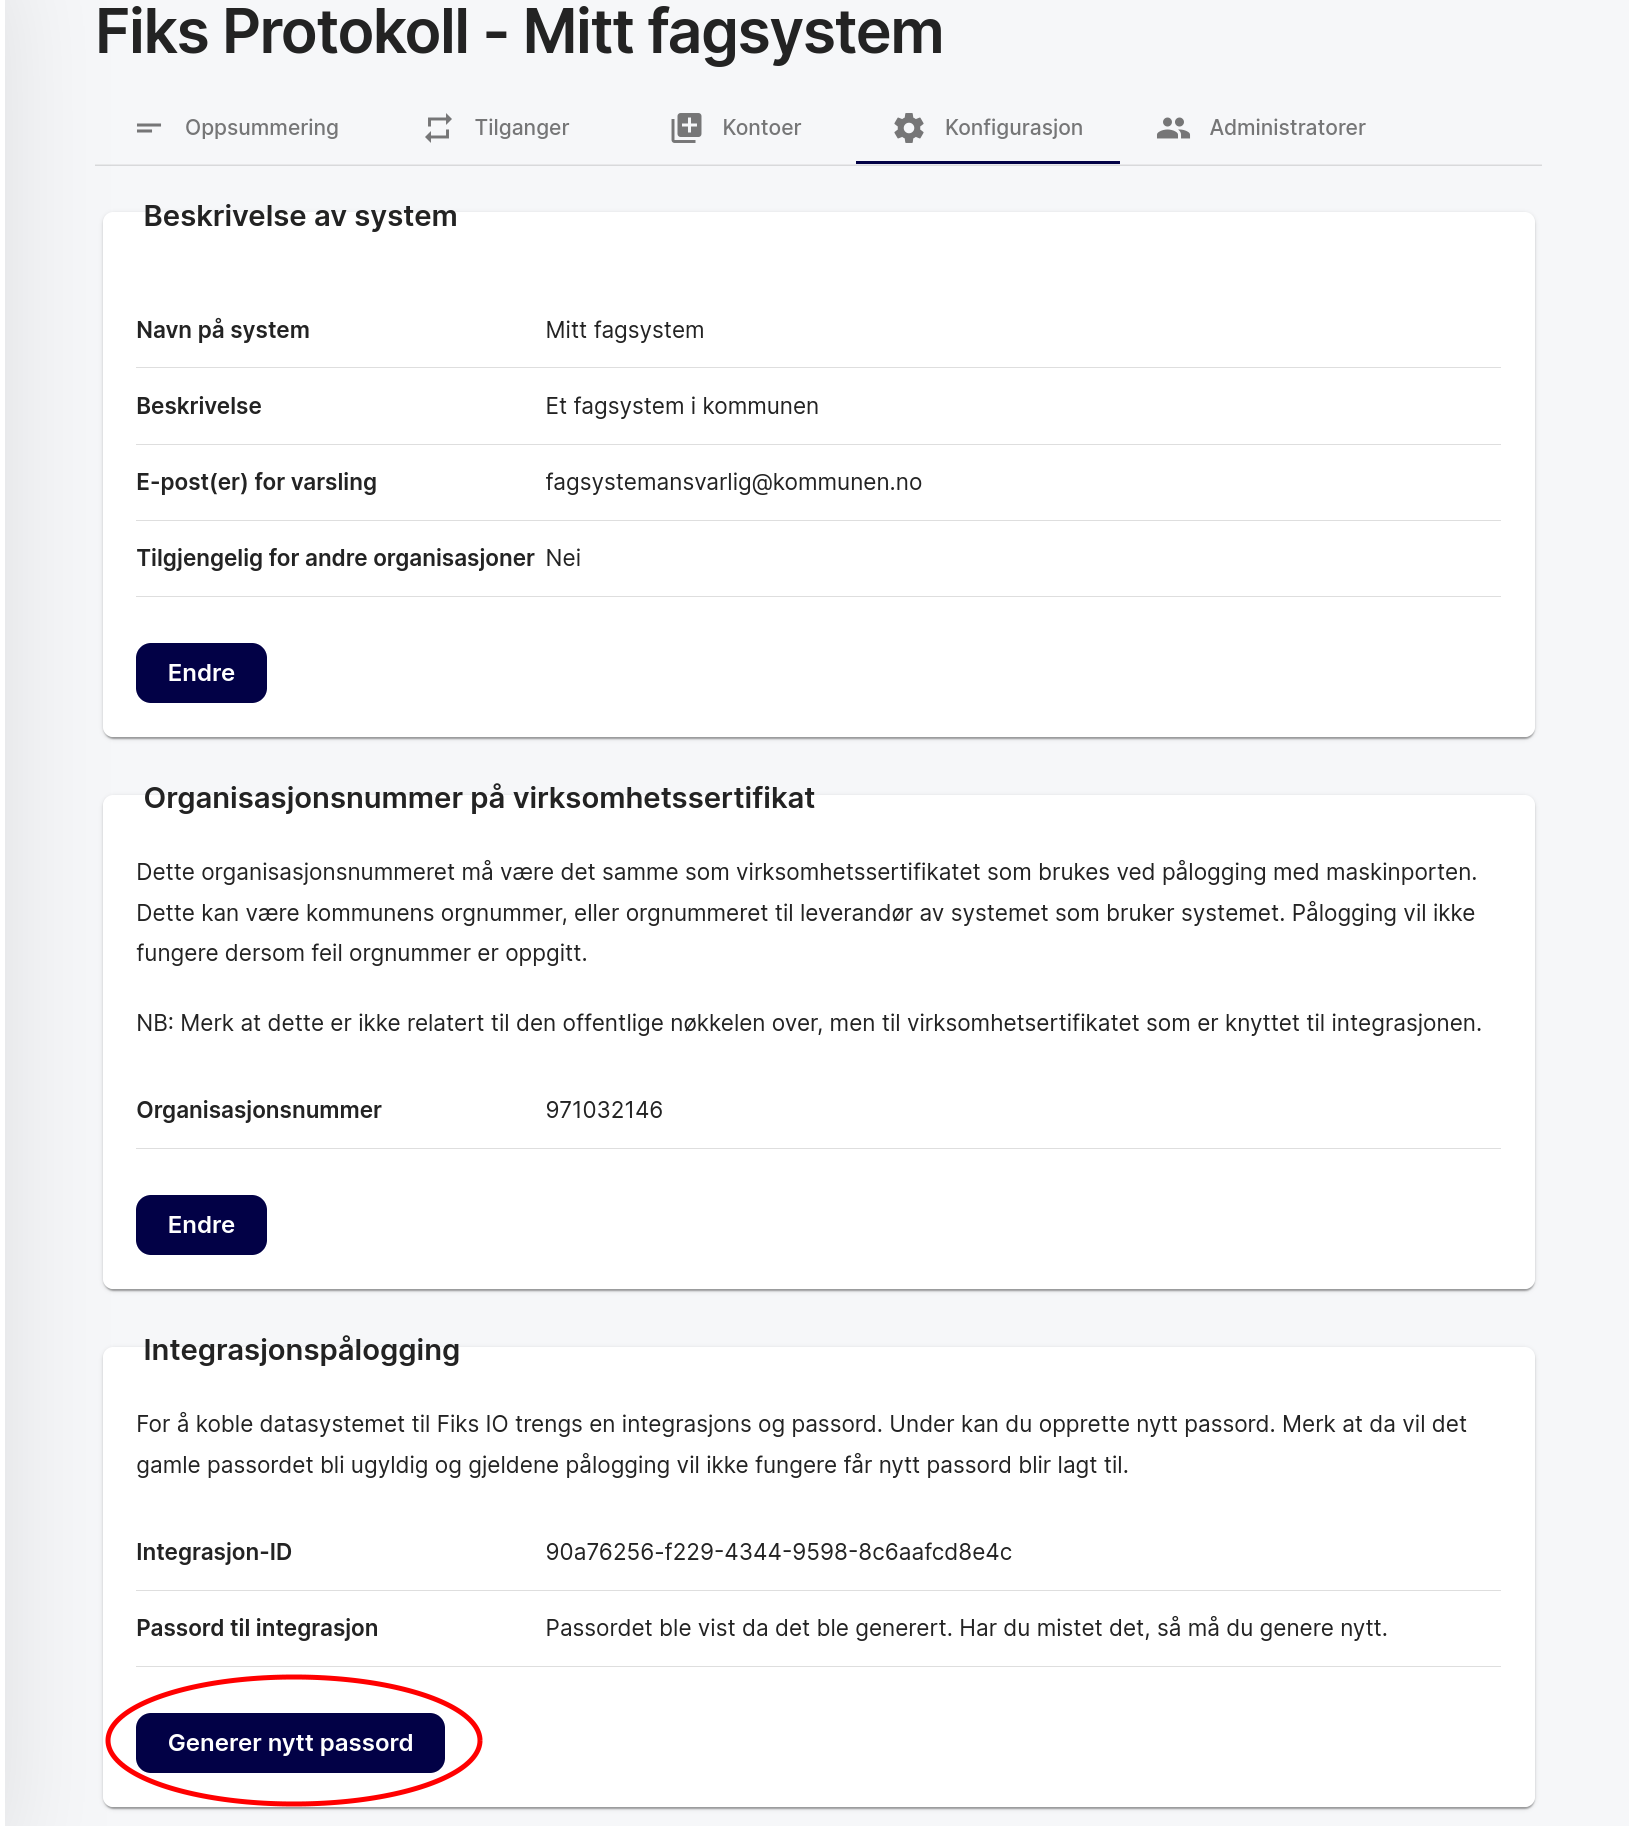 Fiks Protokoll - Mitt fagsystem
Oppsummering Tilganger Kontoer Konfigurasjon Administratorer
Beskrivelse av system
Navn på system Mitt fagsystem
Beskrivelse Et fagsystem i kommunen
E-post(er) for varsling fagsystemansvarlig@kommunen.no
Tilgjengelig for andre organisasjoner Nei
Endre
Organisasjonsnummer på virksomhetssertifikat
Dette organisasjonsnummeret må være det samme som virksomhetssertifikatet som brukes ved pålogging med maskinporten.
Dette kan være kommunens orgnummer, eller orgnummeret til leverandør av systemet som bruker systemet. Pålogging vil ikke
fungere dersom feil orgnummer er oppgitt.
NB: Merk at dette er ikke relatert til den offentlige nøkkelen over, men til virksomhetsertifikatet som er knyttet til integrasjonen.
Organisasjonsnummer 971032146
Endre
Integrasjonspålogging
For å koble datasystemet til Fiks IO trengs en integrasjons og passord. Under kan du opprette nytt passord. Merk at da vil det
gamle passordet bli ugyldig og gjeldene pålogging vil ikke fungere får nytt passord blir lagt til.
Integrasjon-ID 90a76256-f229-4344-9598-8c6aafcd8e4c
Passord til integrasjon Passordet ble vist da det ble generert. Har du mistet det, så må du genere nytt.
Generer nytt passord